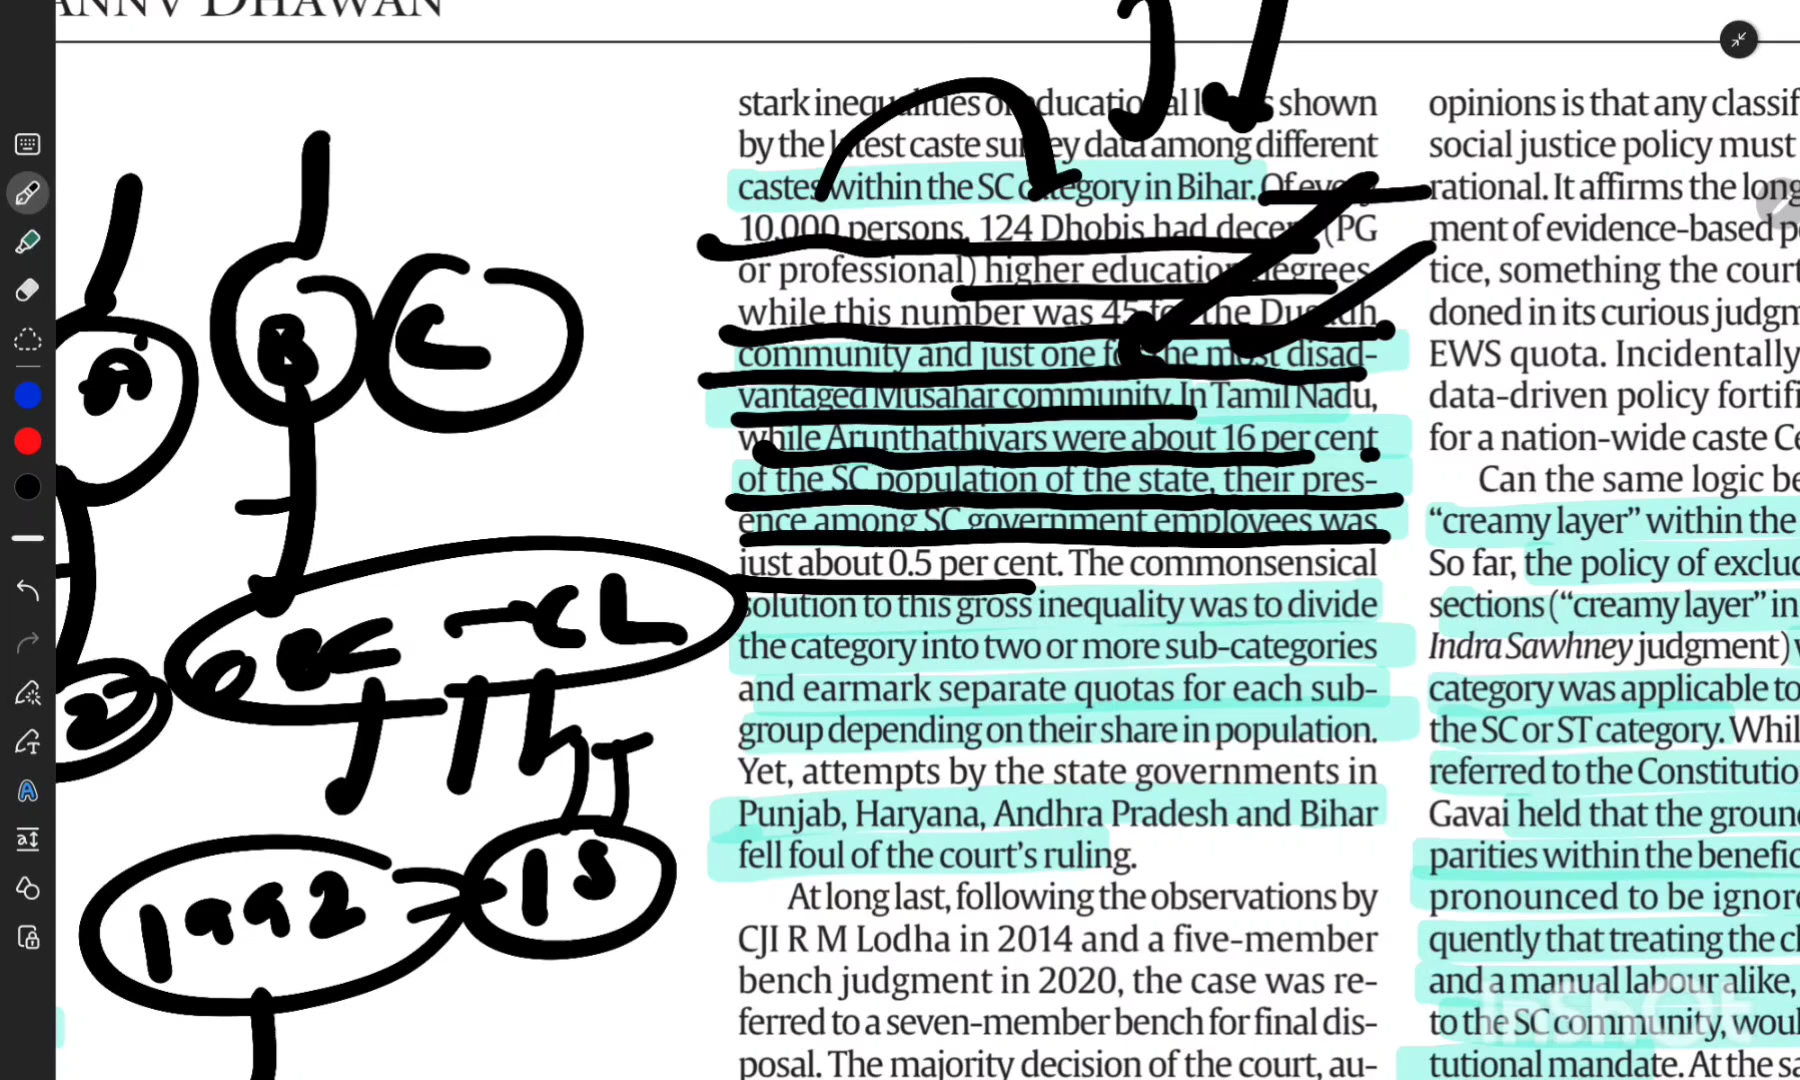 DHAWAN
stark inequalities of educational levels shown
by the latest caste survey data among different
castes within the SC category in Bihar. Of every
10,000 persons, 124 Dhobis had decent (PG
or professional) higher education degrees,
while this number was 45 for the Dusadh
community and just one for the most disad-
vantaged Musahar community. In Tamil Nadu,
while Arunthathiyars were about 16 per cent
of the SC population of the state, their pres-
ence among SC government employees was
just about 0.5 per cent. The commonsensical
solution to this gross inequality was to divide
the category into two or more sub-categories
and earmark separate quotas for each sub-
group depending on their share in population.
Yet, attempts by the state governments in
Punjab, Haryana, Andhra Pradesh and Bihar
fell foul of the court's ruling.
At long last, following the observations by
CJI R M Lodha in 2014 and a five-member
bench judgment in 2020, the case was re-
ferred to a seven-member bench for final dis-
posal. The majority decision of the court, au-
opinions is that any classif
social justice policy must
rational. It affirms the long
ment of evidence-based p
tice, something the court
doned in its curious judgm
EWS quota. Incidentally
data-driven policy fortifi
for a nation-wide caste Ce
Can the same logic be
“creamy layer” within the
So far, the policy of exclud
sections (“creamy layer” in
Indra Sawhney judgment) w
category was applicable to
the SC or ST category. Whil
referred to the Constitutio
Gavai held that the ground
parities within the benefic
pronounced to be ignore
quently that treating the c
and a manual labour alike,
to the SC community, woul
tutional mandate. At the sa
A
B
C
2
OBC - CL
1992
15
InShOt